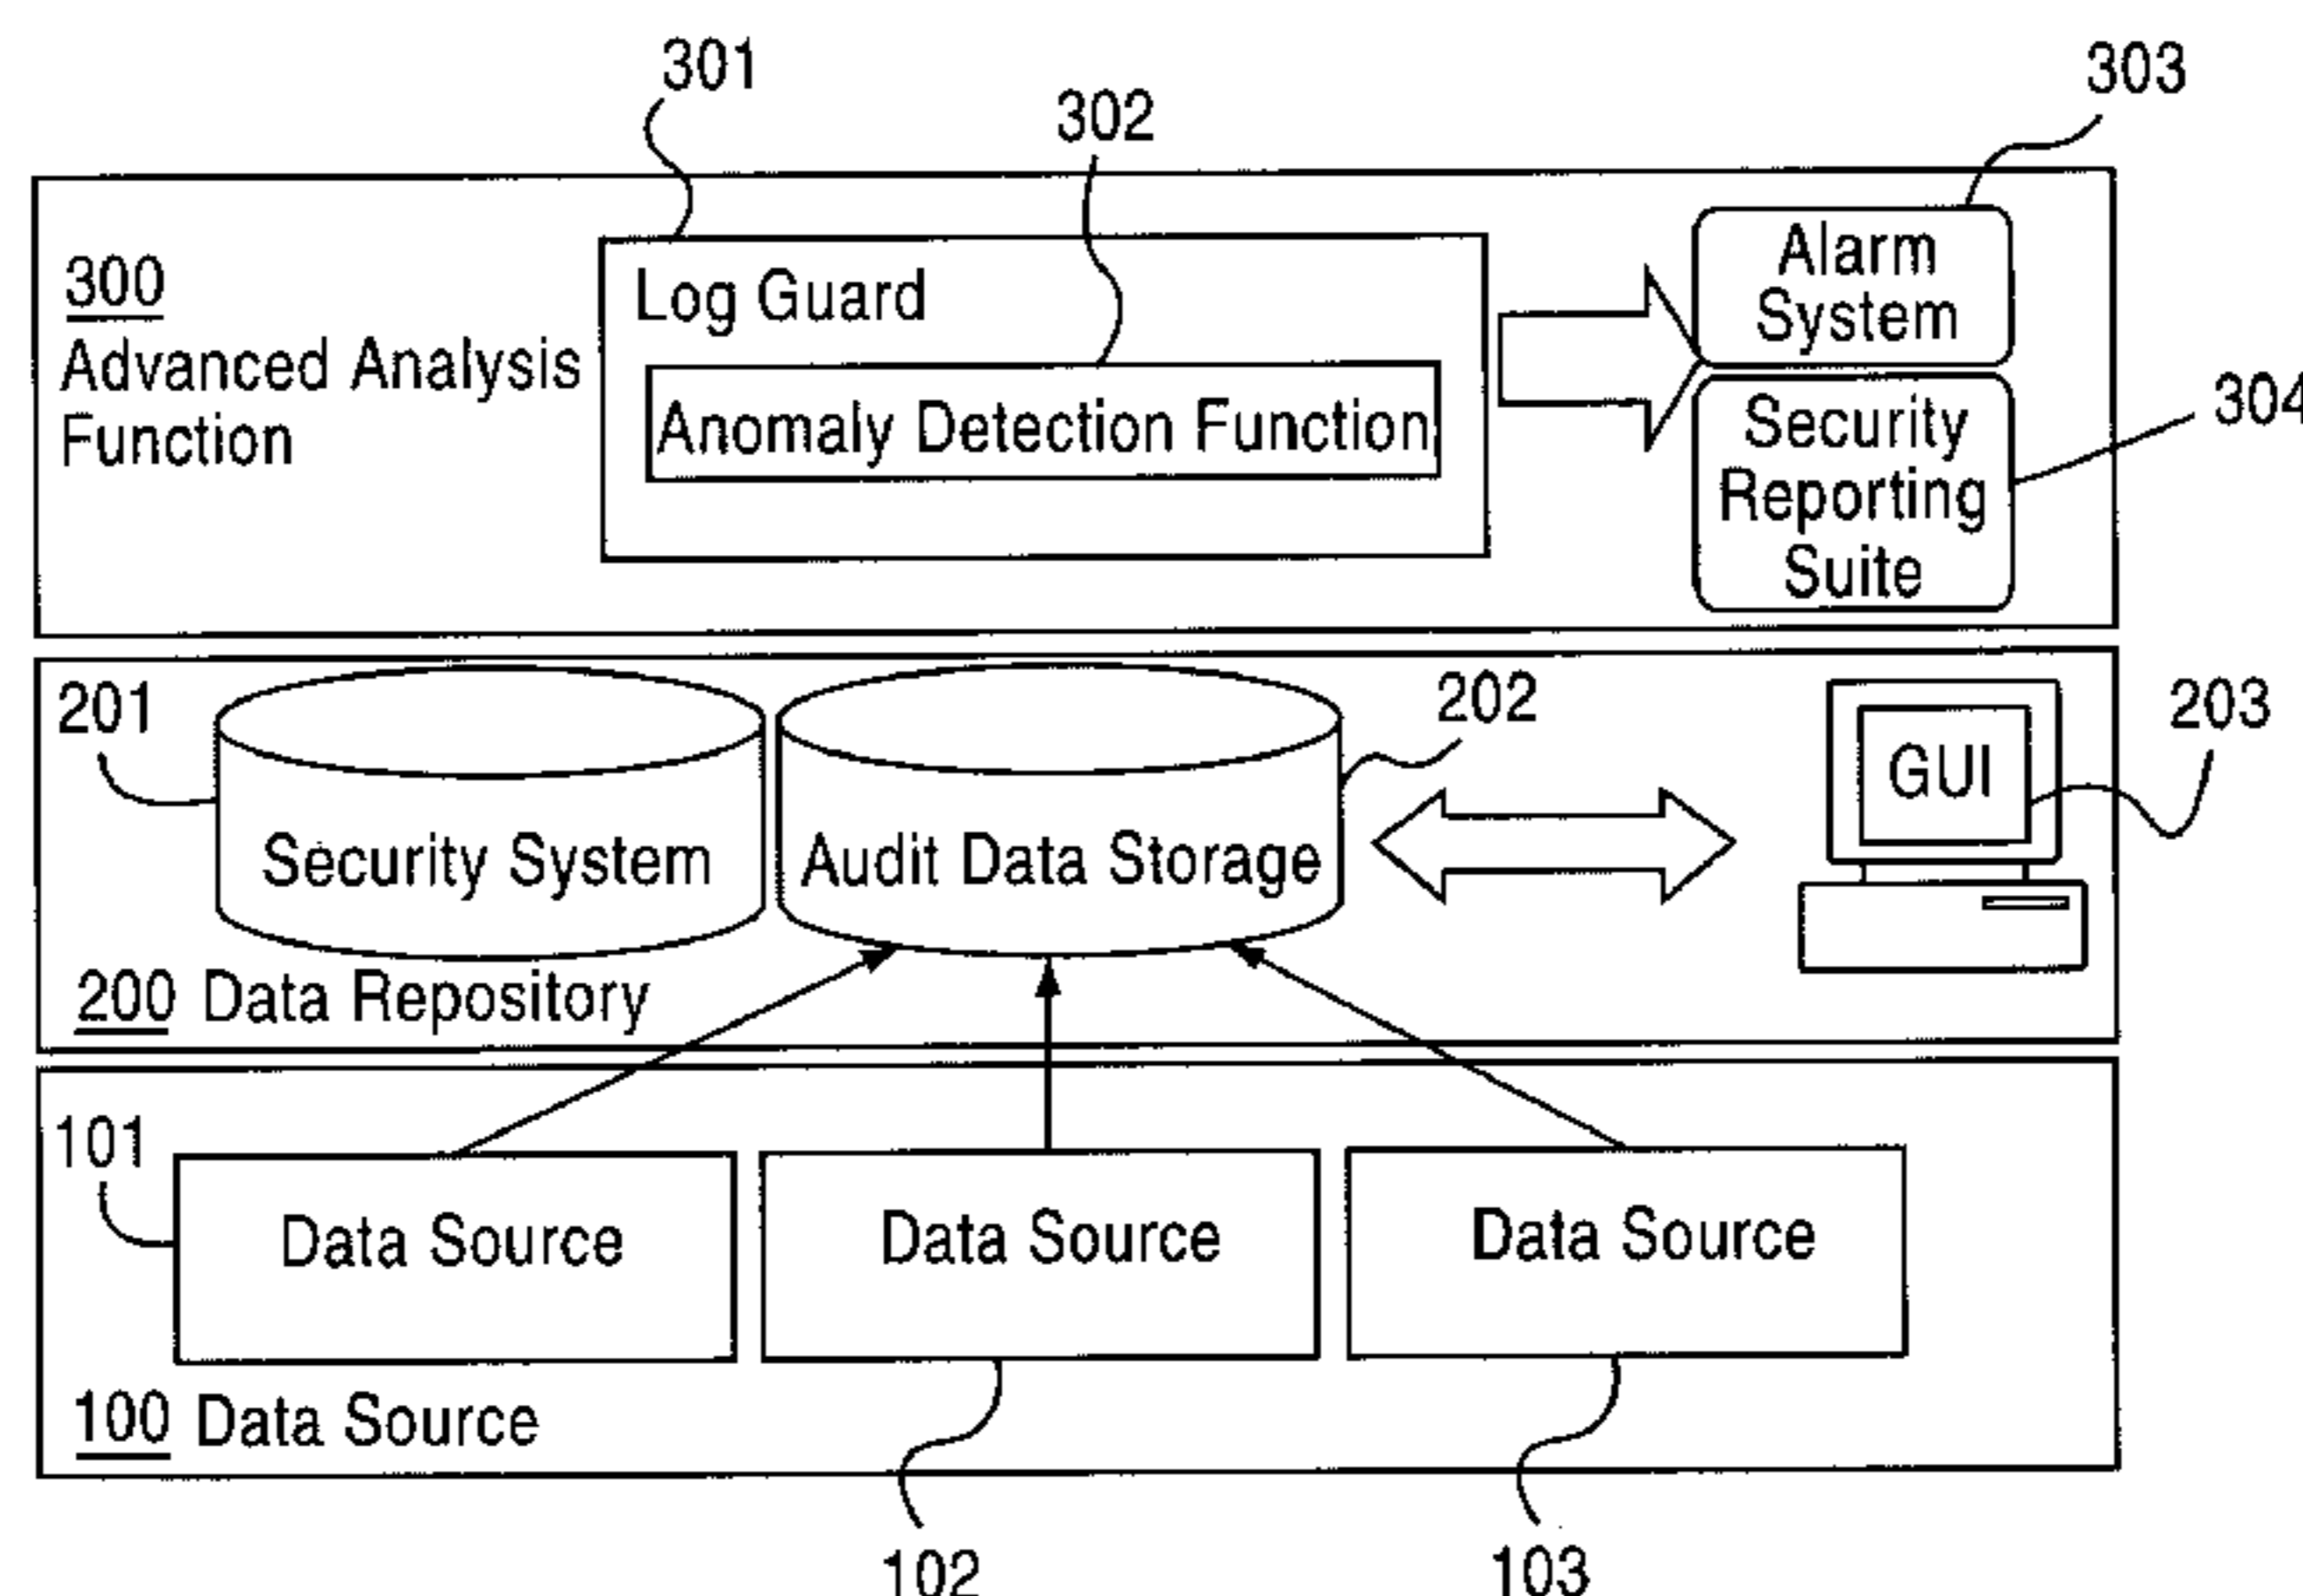 301
302
303
300
Advanced Analysis
Function
Log Guard
Anomaly Detection Function
Alarm
System
Security
Reporting
Suite
304
201
Security System
202
Audit Data Storage
GUI
203
200 Data Repository
101
Data Source
Data Source
Data Source
100 Data Source
102
103